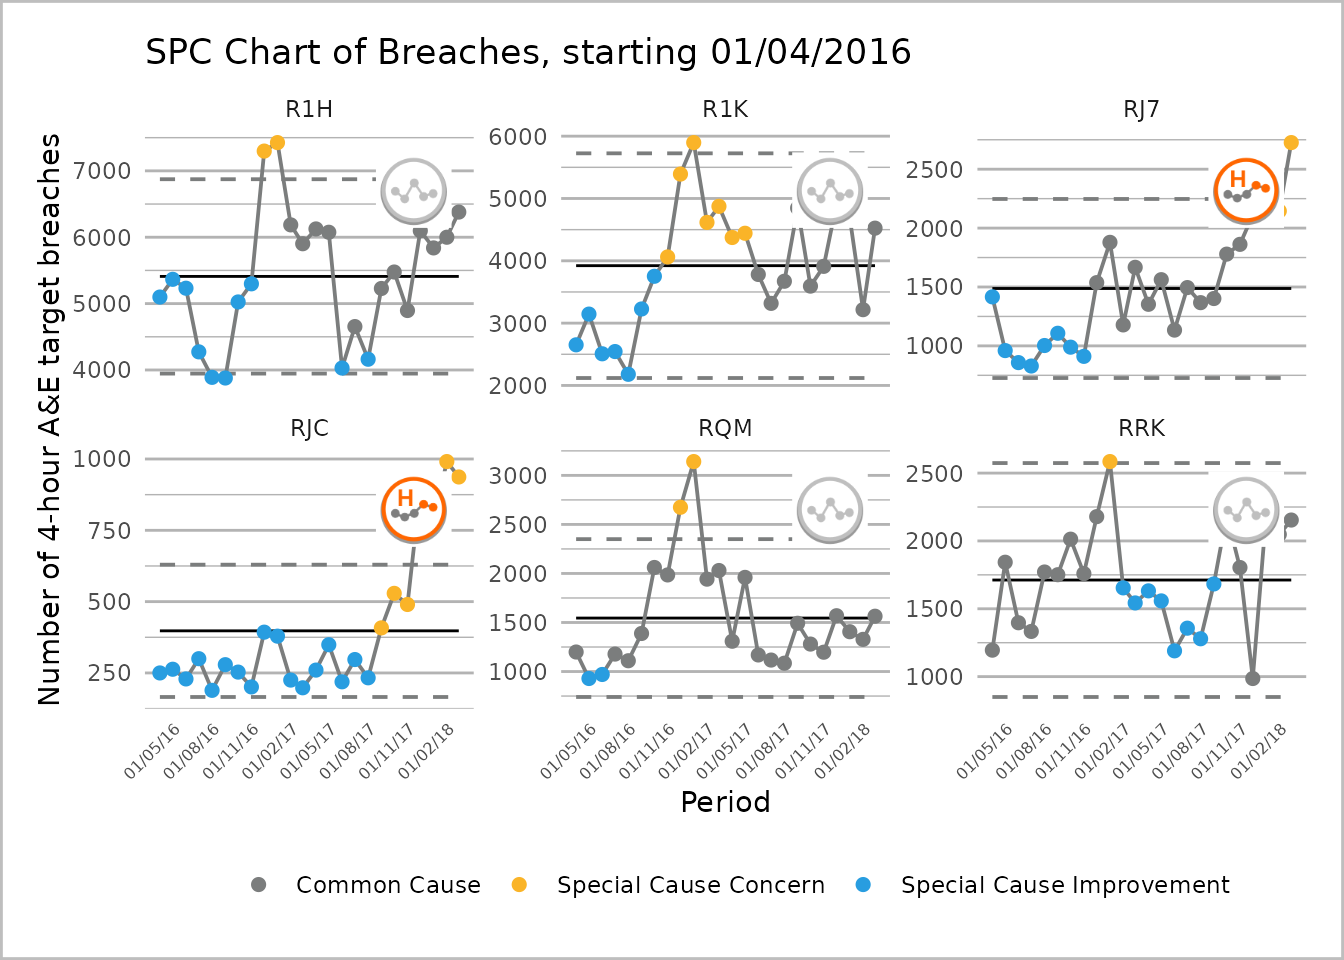 SPC Chart of Breaches, starting 01/04/2016
Number of 4-hour A&E target breaches
R1H
7000
6000
5000
4000
R1K
6000
5000
4000
3000
2000
RJ7
2500
2000
1500
1000
H
RJC
1000
750
500
250
H
RQM
3000
2500
2000
1500
1000
RRK
2500
2000
1500
1000
01/05/16 01/08/16 01/11/16 01/02/17 01/05/17 01/08/17 01/11/17 01/02/18
01/05/16 01/08/16 01/11/16 01/02/17 01/05/17 01/08/17 01/11/17 01/02/18
01/05/16 01/08/16 01/11/16 01/02/17 01/05/17 01/08/17 01/11/17 01/02/18
Period
Common Cause Special Cause Concern Special Cause Improvement